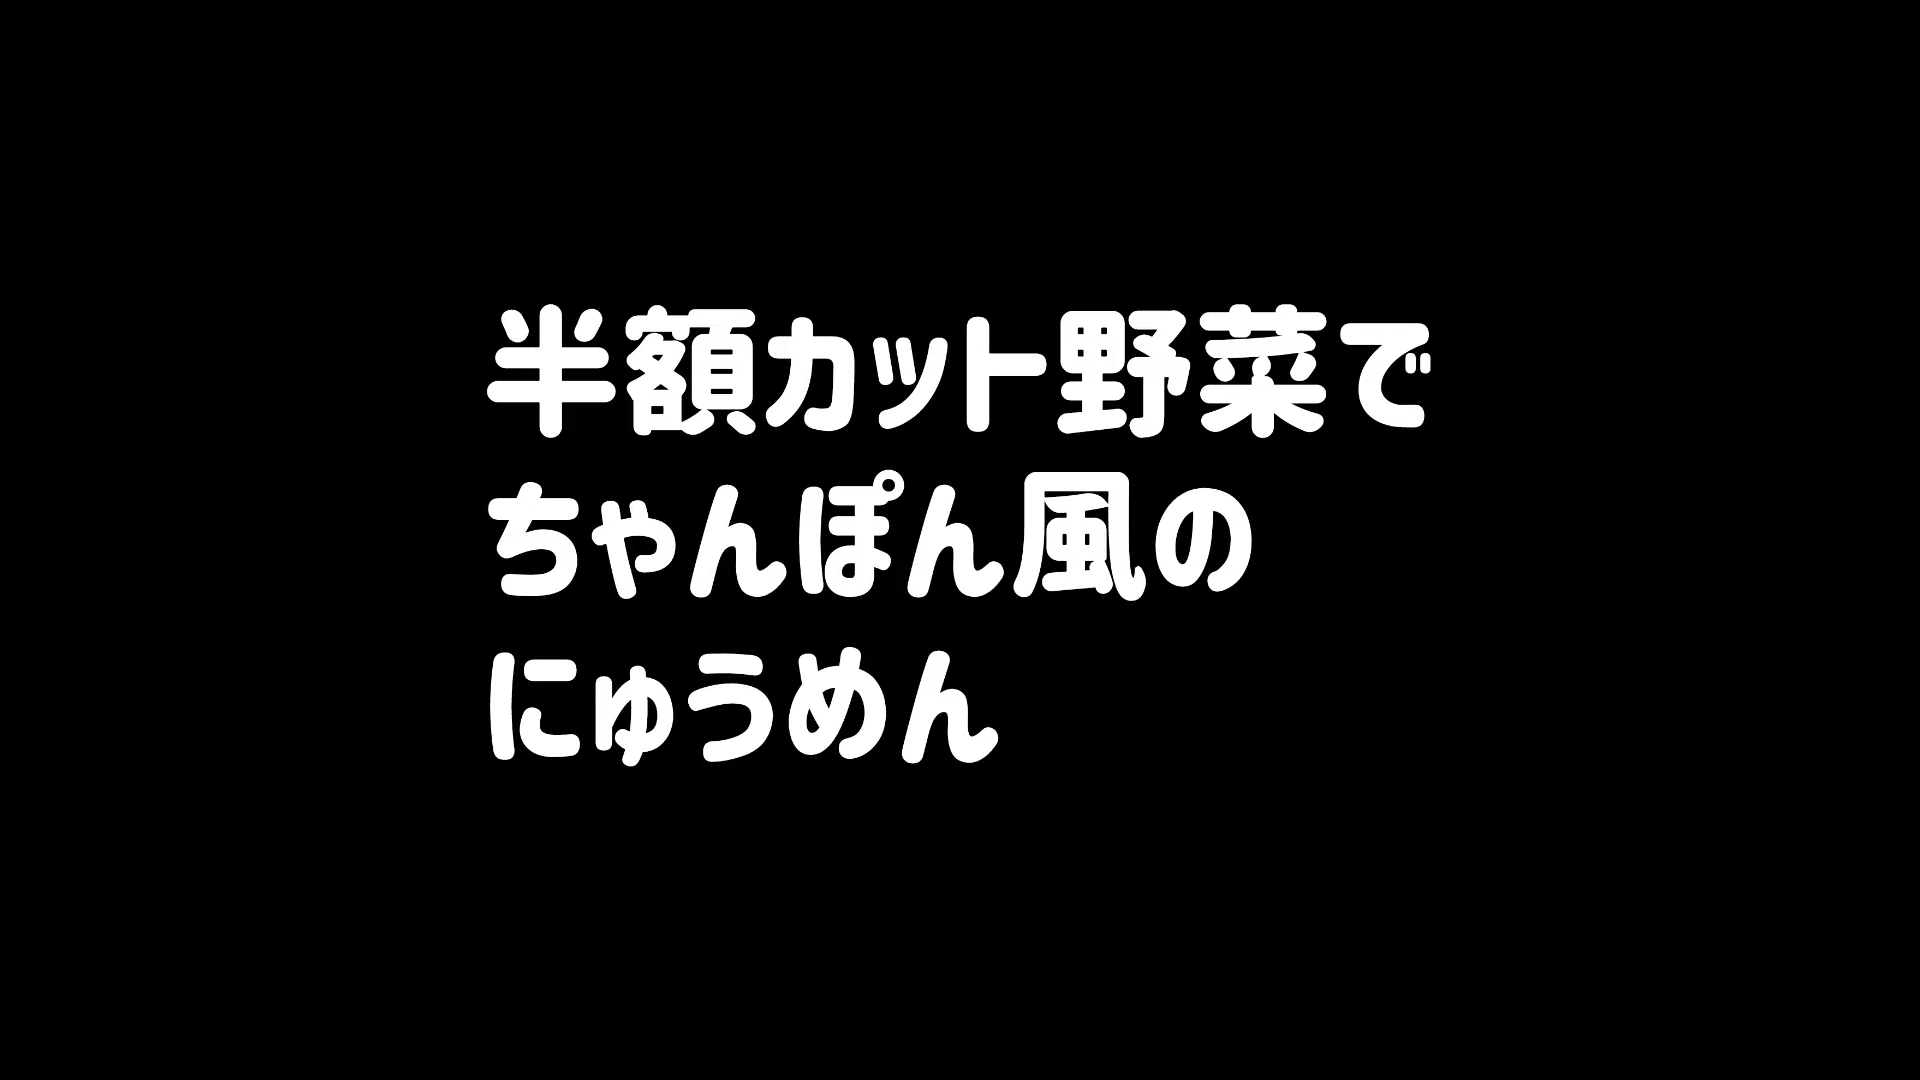 半額カット野菜で
ちゃんぽん風の
にゅうめん